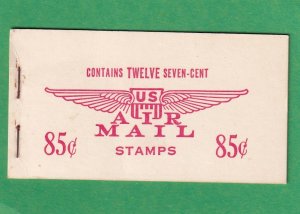 CONTAINS TWELVE SEVEN-CENT
US
AIR
MAIL
85¢ STAMPS 85¢